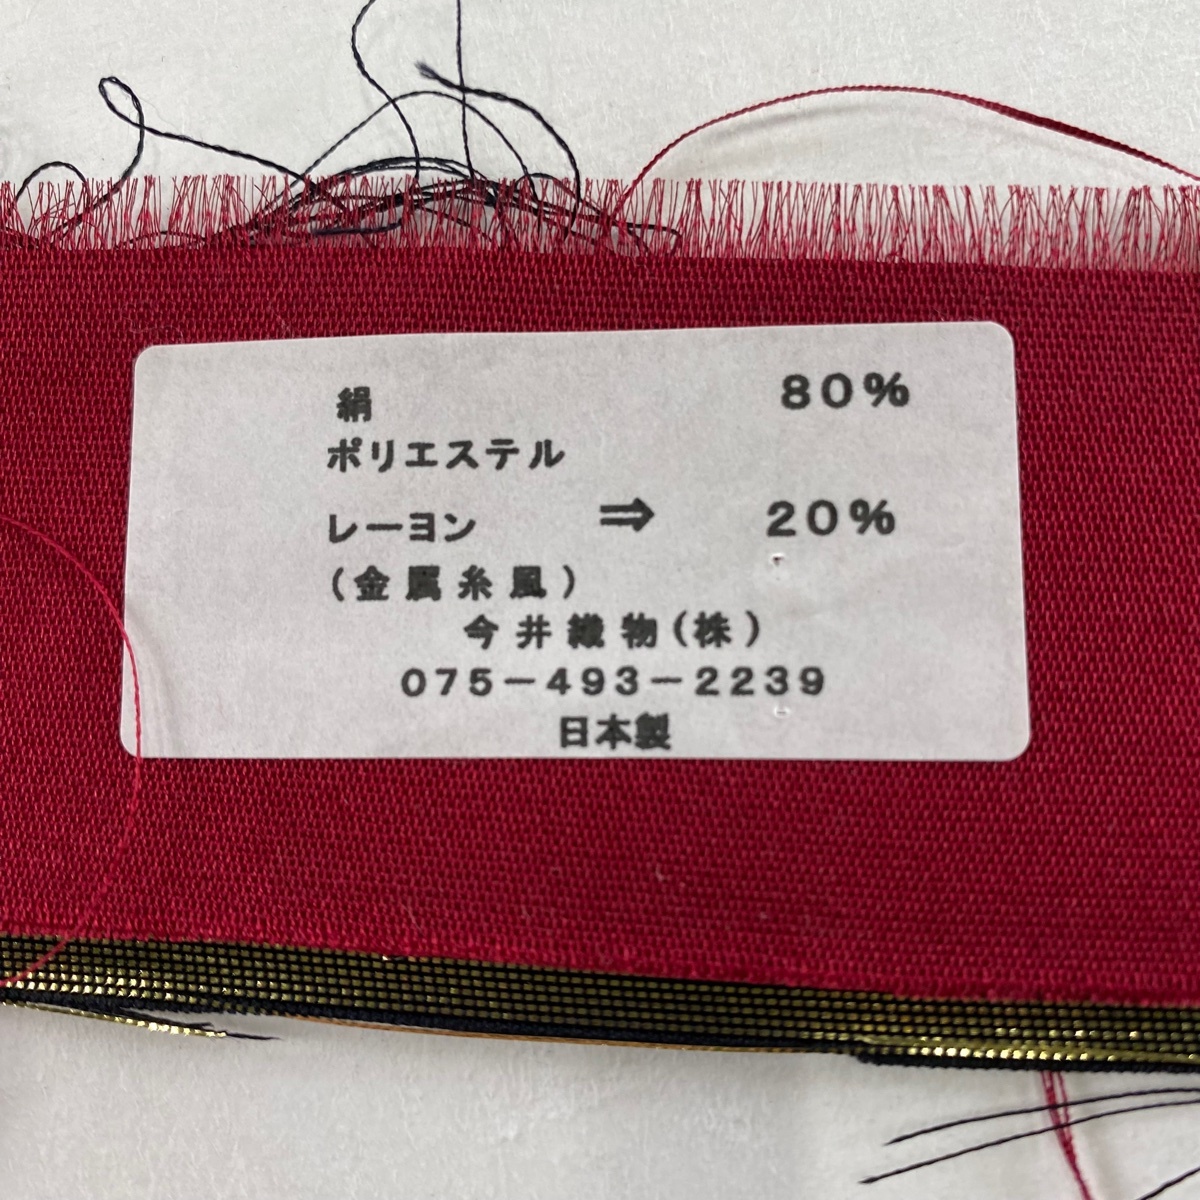 絹 80%
ポリエステル
レーヨン ⇒ 20%
(金属糸風)
今井織物(株)
075-493-2239
日本製